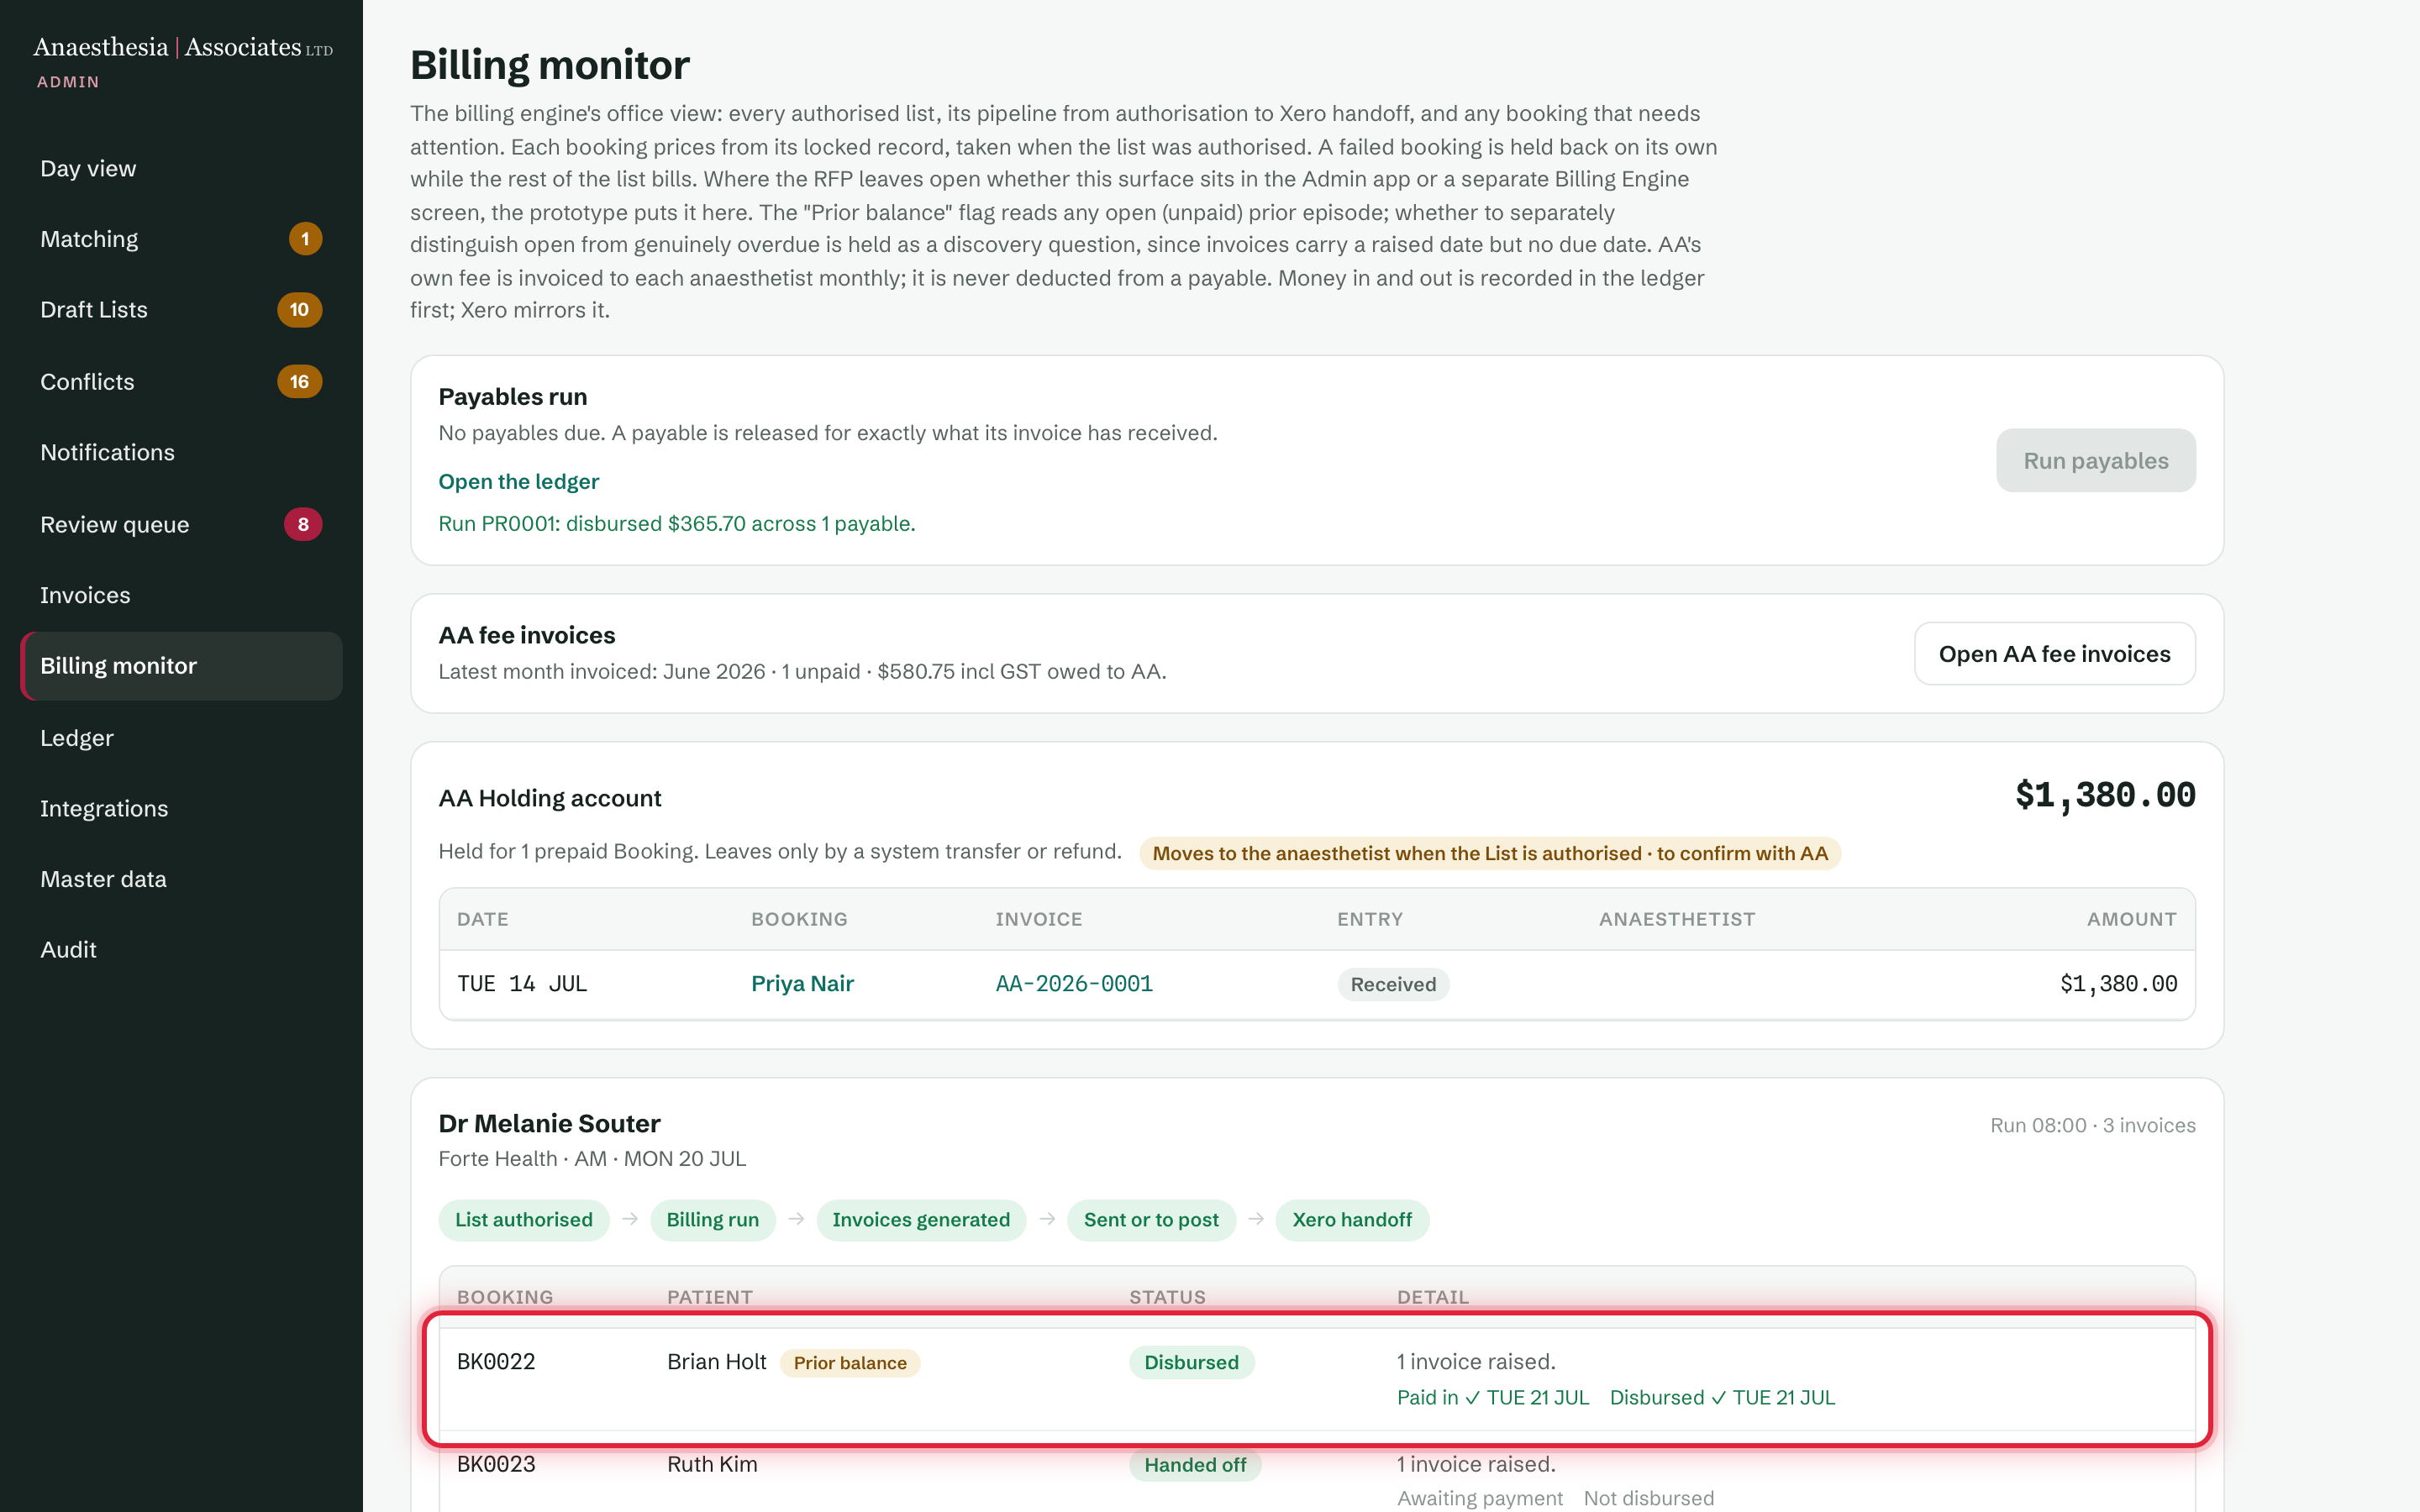 Anaesthesia | Associates LTD
ADMIN
Day view
Matching 1
Draft Lists 10
Conflicts 16
Notifications
Review queue 8
Invoices
Billing monitor
Ledger
Integrations
Master data
Audit
Billing monitor
The billing engine's office view: every authorised list, its pipeline from authorisation to Xero handoff, and any booking that needs
attention. Each booking prices from its locked record, taken when the list was authorised. A failed booking is held back on its own
while the rest of the list bills. Where the RFP leaves open whether this surface sits in the Admin app or a separate Billing Engine
screen, the prototype puts it here. The "Prior balance" flag reads any open (unpaid) prior episode; whether to separately
distinguish open from genuinely overdue is held as a discovery question, since invoices carry a raised date but no due date. AA's
own fee is invoiced to each anaesthetist monthly; it is never deducted from a payable. Money in and out is recorded in the ledger
first; Xero mirrors it.
Payables run
No payables due. A payable is released for exactly what its invoice has received.
Open the ledger
Run PR0001: disbursed $365.70 across 1 payable.
Run payables
AA fee invoices
Latest month invoiced: June 2026 · 1 unpaid · $580.75 incl GST owed to AA.
Open AA fee invoices
AA Holding account
$1,380.00
Held for 1 prepaid Booking. Leaves only by a system transfer or refund. Moves to the anaesthetist when the List is authorised · to confirm with AA
DATE BOOKING INVOICE ENTRY ANAESTHETIST AMOUNT
TUE 14 JUL Priya Nair AA-2026-0001 Received $1,380.00
Dr Melanie Souter
Run 08:00 · 3 invoices
Forte Health · AM · MON 20 JUL
List authorised → Billing run → Invoices generated → Sent or to post → Xero handoff
BOOKING PATIENT STATUS DETAIL
BK0022 Brian Holt Prior balance Disbursed 1 invoice raised.
Paid in ✓ TUE 21 JUL Disbursed ✓ TUE 21 JUL
BK0023 Ruth Kim Handed off 1 invoice raised.
Awaiting payment Not disbursed